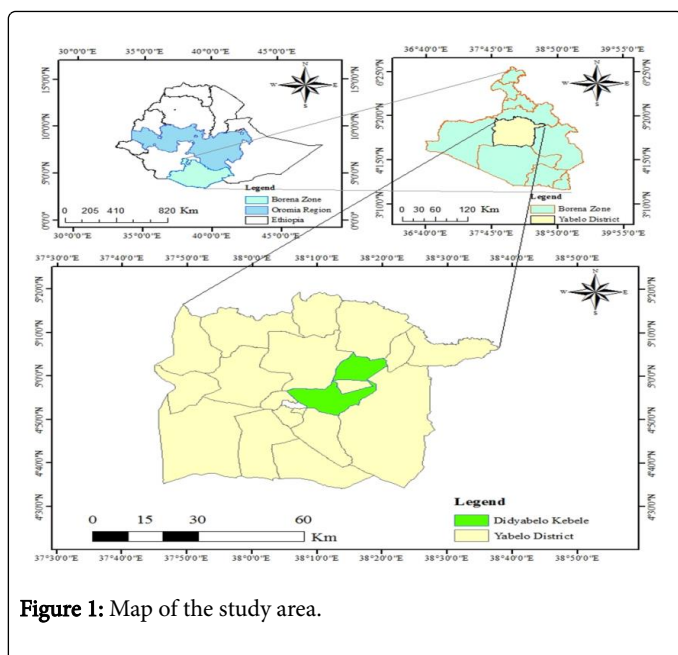 30°0'0"E 35°0'0"E 40°0'0"E 45°0'0"E
15°0'0"N 10°0'0"N 5°0'0"N 0°0'0"
15°0'0"N 10°0'0"N 5°0'0"N 0°0'0"
N
W E
S
Legend
Borena Zone
Oromia Region
Ethiopia
0 205 410 820 Km
30°0'0"E 35°0'0"E 40°0'0"E 45°0'0"E
36°40'0"E 37°45'0"E 38°50'0"E 39°55'0"E
6°25'0"N 5°20'0"N 4°15'0"N 3°10'0"N
6°25'0"N 5°20'0"N 4°15'0"N 3°10'0"N
N
W E
S
Legend
Borena Zone
Yabelo District
0 30 60 120 Km
36°40'0"E 37°45'0"E 38°50'0"E 39°55'0"E
37°30'0"E 37°40'0"E 37°50'0"E 38°0'0"E 38°10'0"E 38°20'0"E 38°30'0"E 38°40'0"E 38°50'0"E
5°20'0"N 5°10'0"N 5°0'0"N 4°50'0"N 4°40'0"N 4°30'0"N
5°20'0"N 5°10'0"N 5°0'0"N 4°50'0"N 4°40'0"N 4°30'0"N
N
W E
S
Legend
Didyabelo Kebele
Yabelo District
0 15 30 60
Km
37°30'0"E 37°40'0"E 37°50'0"E 38°0'0"E 38°10'0"E 38°20'0"E 38°30'0"E 38°40'0"E 38°50'0"E
Figure 1: Map of the study area.